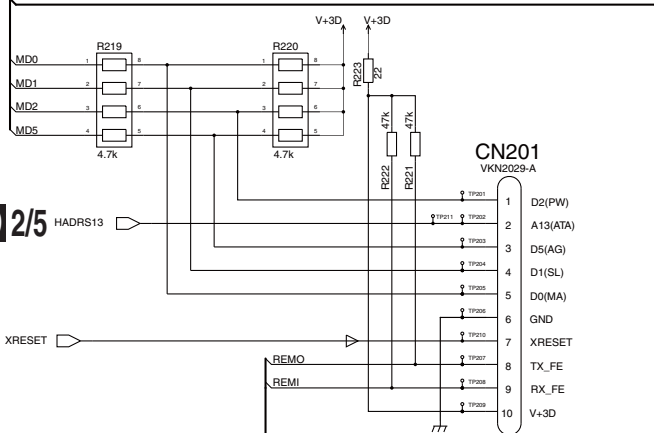 V+3D V+3D
R219 R220
MD0 1 8 1 8
MD1 2 7 2 7
MD2 3 6 3 6
MD5 4 5 4 5
4.7k 4.7k
R223
22
47k
47k
R222
R221
CN201
VKN2029-A
TP201 1 D2(PW)
2/5 HADRS13 TP211 TP202 2 A13(ATA)
TP203 3 D5(AG)
TP204 4 D1(SL)
TP205 5 D0(MA)
TP206 6 GND
XRESET TP210 7 XRESET
REMO TP207 8 TX_FE
REMI TP208 9 RX_FE
TP209 10 V+3D